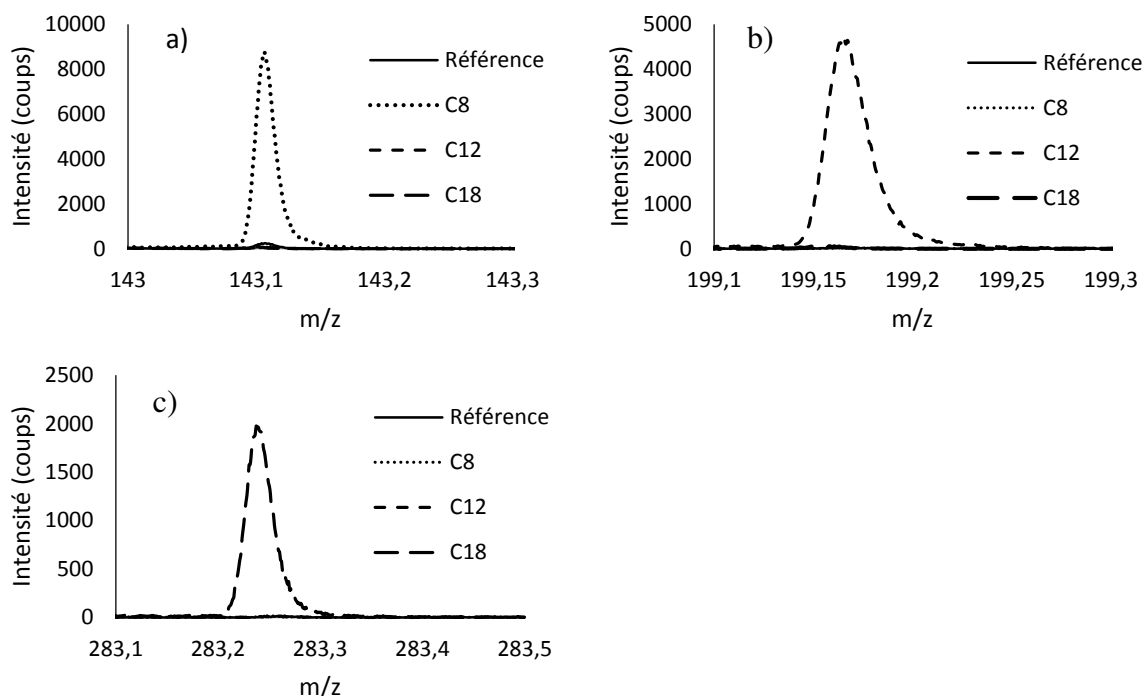 a)
Intensité (coups)
10000
8000
6000
4000
2000
0
143
143,1
143,2
143,3
m/z
Référence
C8
C12
C18
b)
Intensité (coups)
5000
4000
3000
2000
1000
0
199,1
199,15
199,2
199,25
199,3
m/z
Référence
C8
C12
C18
c)
Intensité (coups)
2500
2000
1500
1000
500
0
283,1
283,2
283,3
283,4
283,5
m/z
Référence
C8
C12
C18